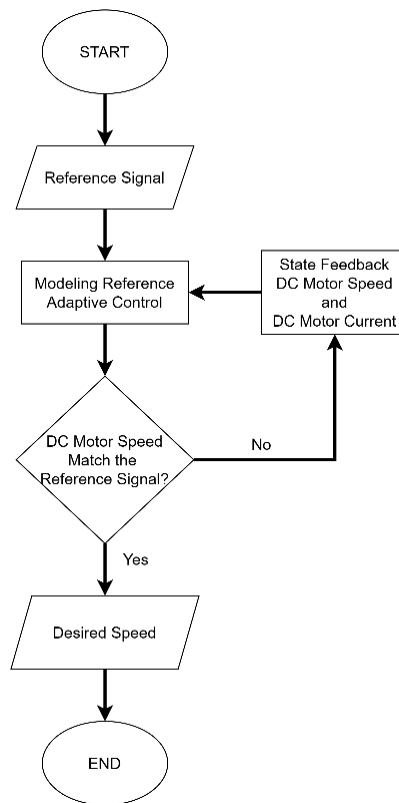 START
Reference Signal
Modeling Reference
Adaptive Control
State Feedback
DC Motor Speed
and
DC Motor Current
DC Motor Speed
Match the
Reference Signal?
No
Yes
Desired Speed
END